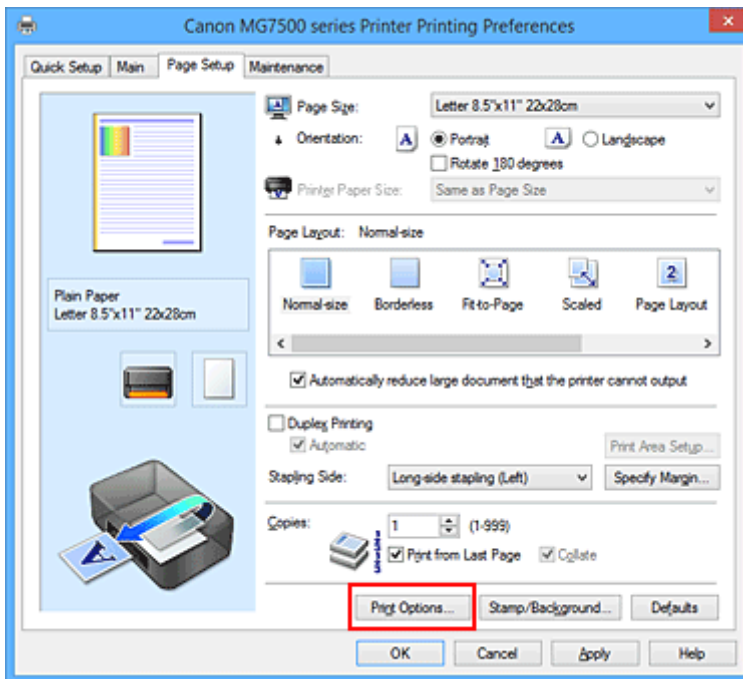 Canon MG7500 series Printer Printing Preferences
Quick Setup Main Page Setup Maintenance
Page Size: Letter 8.5"x11" 22x28cm
Orientation: A Portrait A Landscape
Rotate 180 degrees
Printer Paper Size: Same as Page Size
Page Layout: Normal-size
2
Normal-size Borderless Fit-to-Page Scaled Page Layout
Plain Paper
Letter 8.5"x11" 22x28cm
Automatically reduce large document that the printer cannot output
Duplex Printing
Automatic
Print Area Setup...
Stapling Side: Long-side stapling (Left) Specify Margin...
Copies: 1 (1-999)
Print from Last Page Collate
A
Print Options... Stamp/Background... Defaults
OK Cancel Apply Help